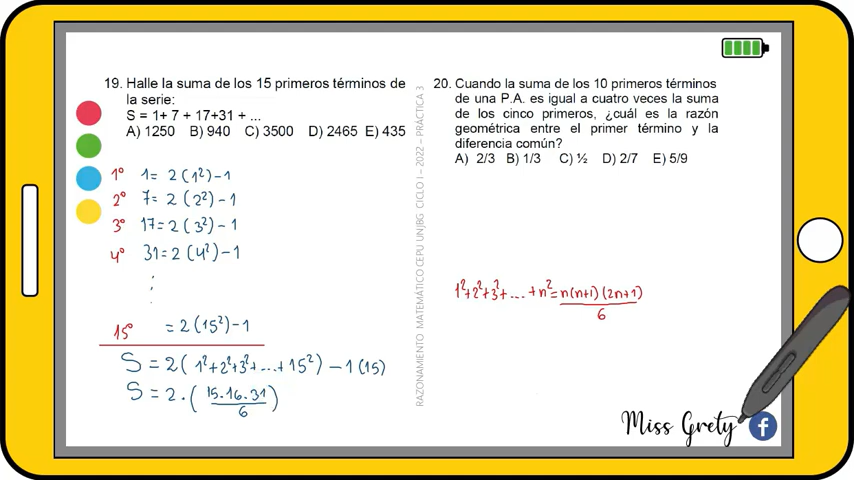 19. Halle la suma de los 15 primeros términos de
la serie:
S = 1+ 7 + 17+31 + ...
A) 1250 B) 940 C) 3500 D) 2465 E) 435
1° 1 = 2(1²)-1
2° 7 = 2(2²)-1
3° 17 = 2(3²)-1
4° 31 = 2(4²)-1
⋮
15° = 2(15²)-1
S = 2(1²+2²+3²+...+15²) - 1(15)
S = 2·(15·16·31/6)
RAZONAMIENTO MATEMÁTICO CEPU UNJBG CICLO I – 2022 – PRÁCTICA 3
20. Cuando la suma de los 10 primeros términos
de una P.A. es igual a cuatro veces la suma
de los cinco primeros, ¿cuál es la razón
geométrica entre el primer término y la
diferencia común?
A) 2/3 B) 1/3 C) ½ D) 2/7 E) 5/9
1²+2²+3²+...+n² = n(n+1)(2n+1)/6
Miss Grety
f